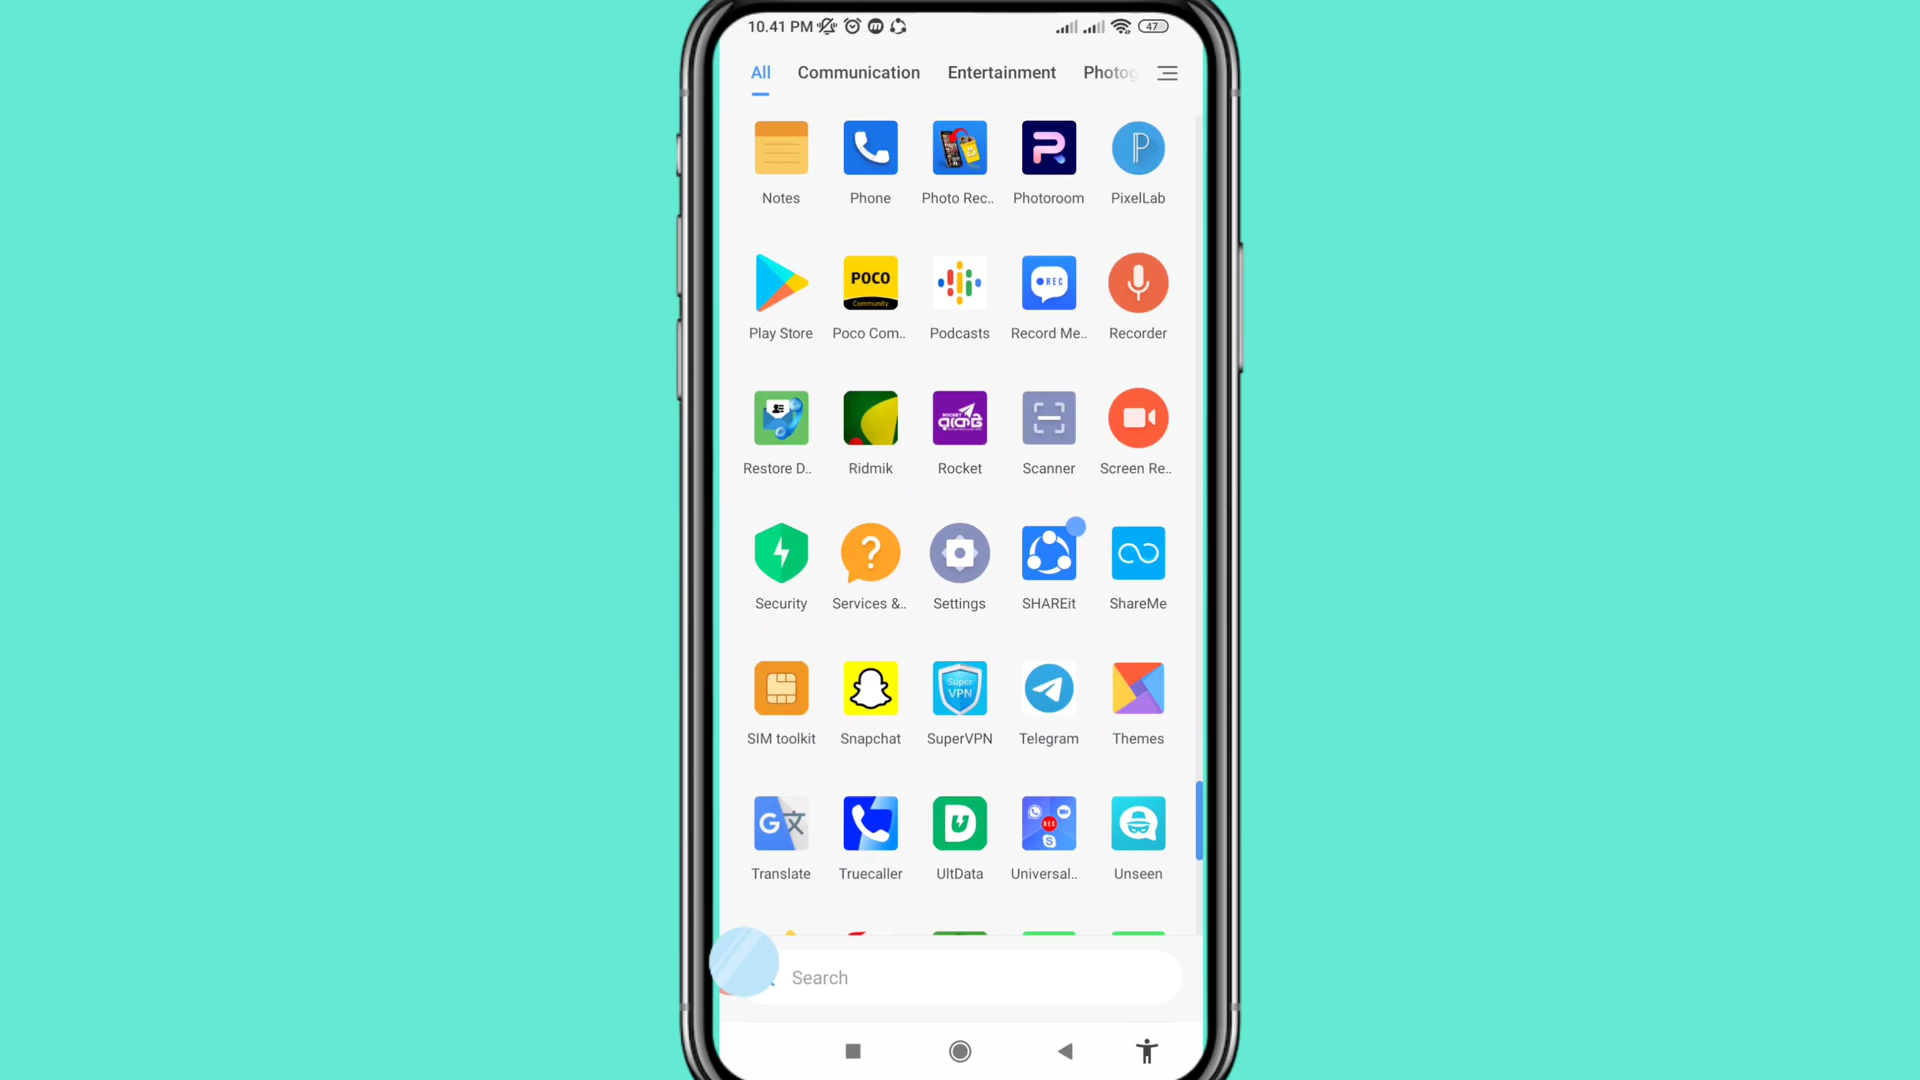 10.41 PM 47
All Communication Entertainment Photog
Notes Phone Photo Rec.. Photoroom PixelLab
POCO
Community
REC
Play Store Poco Com.. Podcasts Record Me.. Recorder
রকেট
Restore D.. Ridmik Rocket Scanner Screen Re..
Security Services &.. Settings SHAREit ShareMe
Super
VPN
SIM toolkit Snapchat SuperVPN Telegram Themes
REC
Translate Truecaller UltData Universal.. Unseen
Search